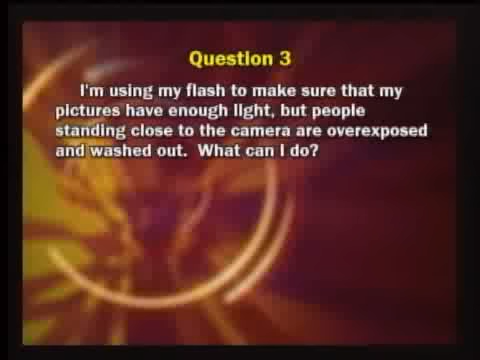 Question 3
I'm using my flash to make sure that my
pictures have enough light, but people
standing close to the camera are overexposed
and washed out.  What can I do?